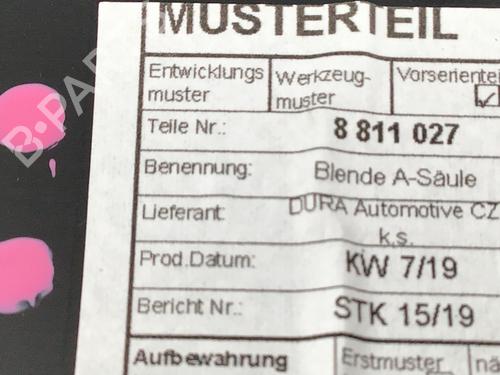 MUSTERTEIL
Entwicklungs Werkzeug- Vorserienteil
muster muster
Teile Nr.: 8 811 027
Benennung: Blende A-Säule
Lieferant: DURA Automotive CZ
k.s.
Prod.Datum: KW 7/19
Bericht Nr.: STK 15/19
Aufbewahrung Erstmuster